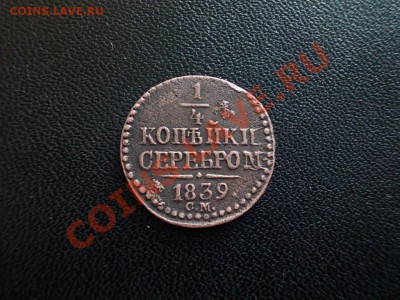 COINS.LAVE.RU
1
4
КОПѢЙКИ
СЕРЕБРОМ
1839
С.М.
COINS.LAVE.RU